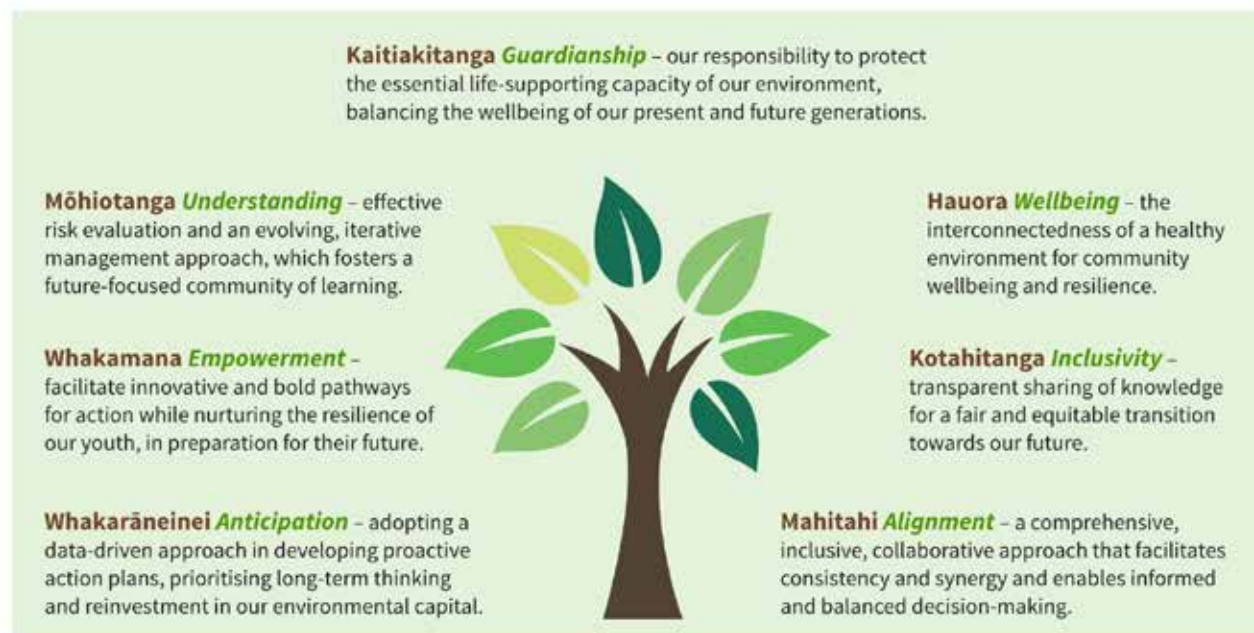 Kaitiakitanga Guardianship – our responsibility to protect
the essential life-supporting capacity of our environment,
balancing the wellbeing of our present and future generations.
Mōhiotanga Understanding – effective
risk evaluation and an evolving, iterative
management approach, which fosters a
future-focused community of learning.
Whakamana Empowerment –
facilitate innovative and bold pathways
for action while nurturing the resilience of
our youth, in preparation for their future.
Whakarāneinei Anticipation – adopting a
data-driven approach in developing proactive
action plans, prioritising long-term thinking
and reinvestment in our environmental capital.
Hauora Wellbeing – the
interconnectedness of a healthy
environment for community
wellbeing and resilience.
Kotahitanga Inclusivity –
transparent sharing of knowledge
for a fair and equitable transition
towards our future.
Mahitahi Alignment – a comprehensive,
inclusive, collaborative approach that facilitates
consistency and synergy and enables informed
and balanced decision-making.